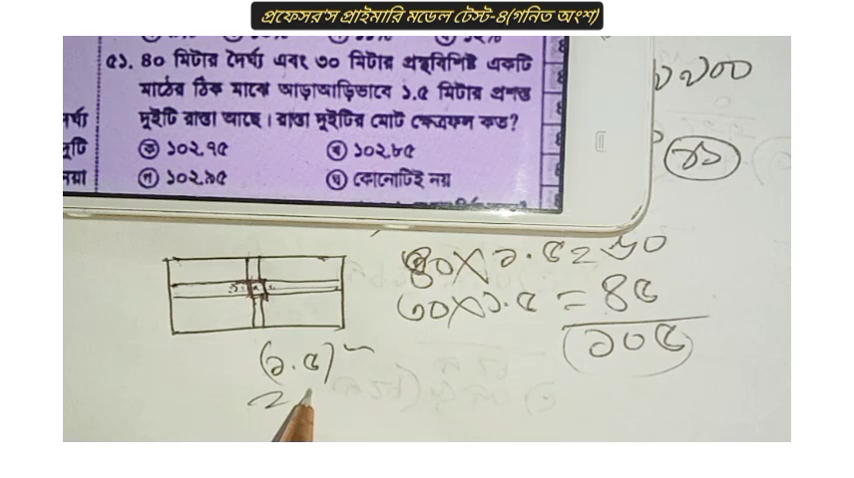 প্রফেসর'স প্রাইমারি মডেল টেস্ট-৪(গনিত অংশ)
৫১. ৪০ মিটার দৈর্ঘ্য এবং ৩০ মিটার প্রস্থবিশিষ্ট একটি
মাঠের ঠিক মাঝে আড়াআড়িভাবে ১.৫ মিটার প্রশস্ত
দুইটি রাস্তা আছে। রাস্তা দুইটির মোট ক্ষেত্রফল কত?
ক ১০২.৭৫ খ ১০২.৮৫
গ ১০২.৯৫ ঘ কোনোটিই নয়
৪০×১.৫=৬০
৩০×১.৫ = ৪৫
১০৫
(১.৫)২
=